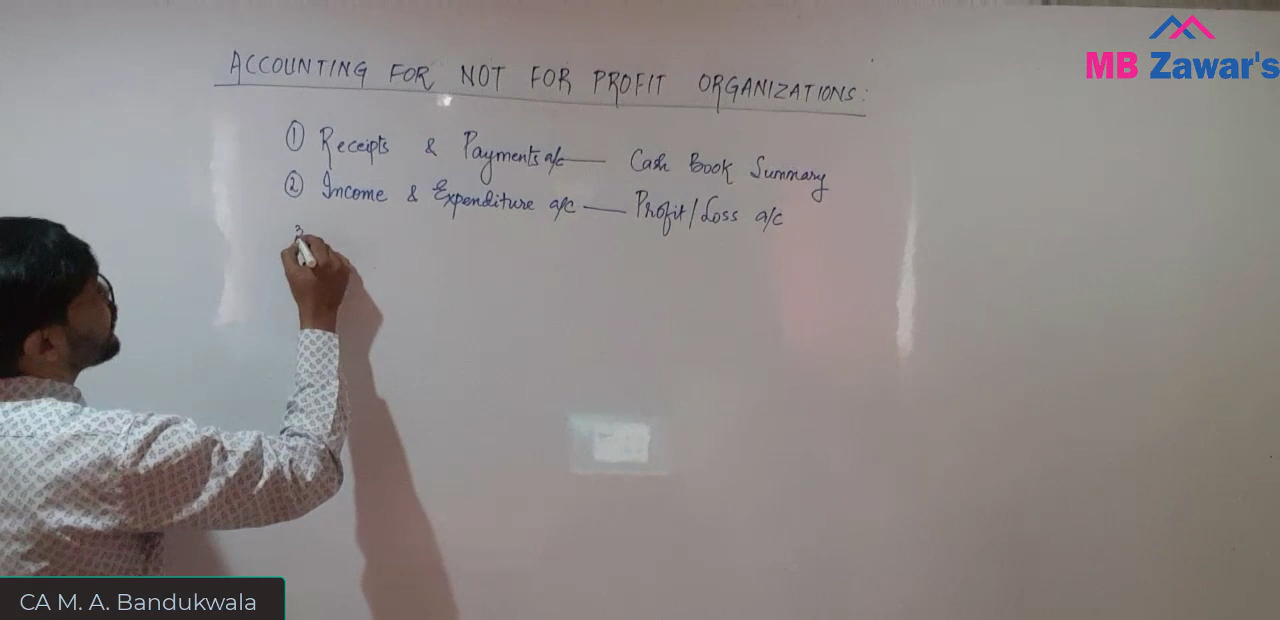 MB Zawar's
ACCOUNTING FOR NOT FOR PROFIT ORGANIZATIONS:
① Receipts & Payments a/c — Cash Book Summary
② Income & Expenditure a/c — Profit/Loss a/c
3
CA M. A. Bandukwala